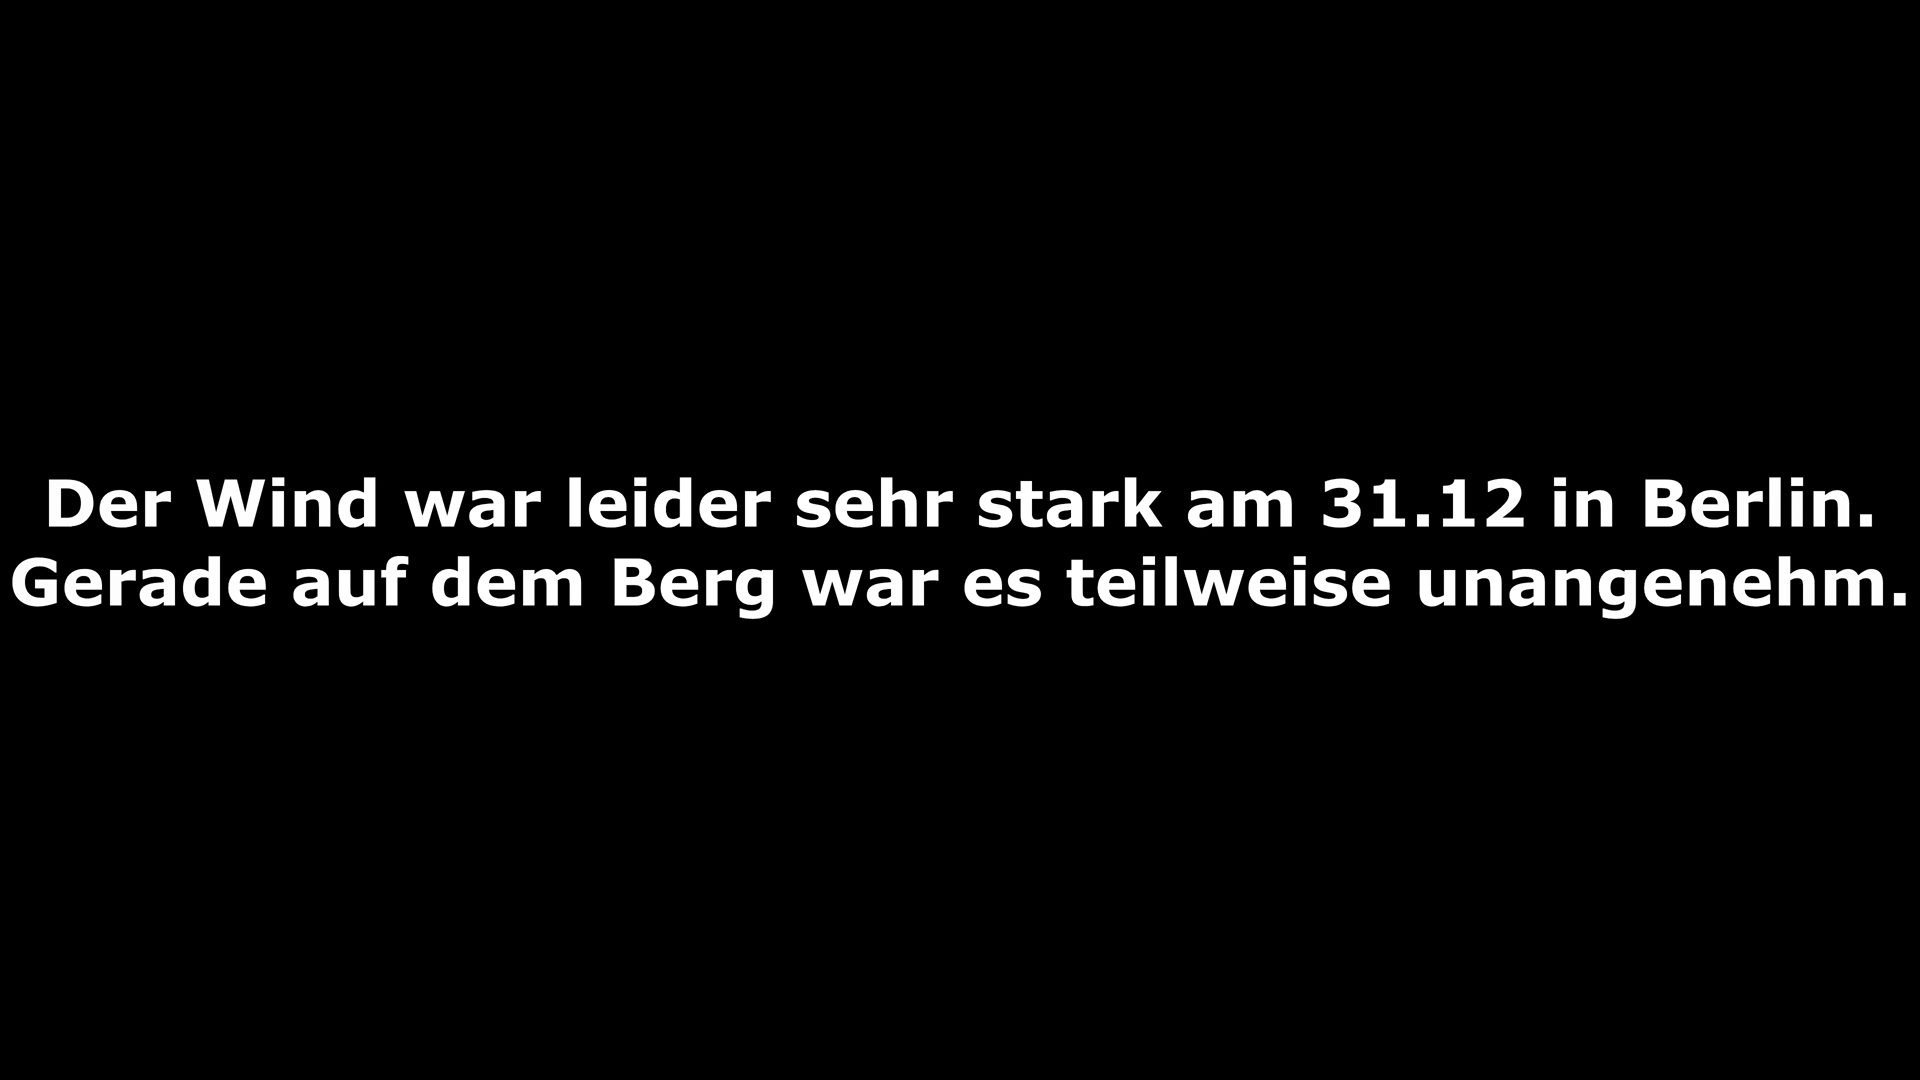 Der Wind war leider sehr stark am 31.12 in Berlin.
Gerade auf dem Berg war es teilweise unangenehm.